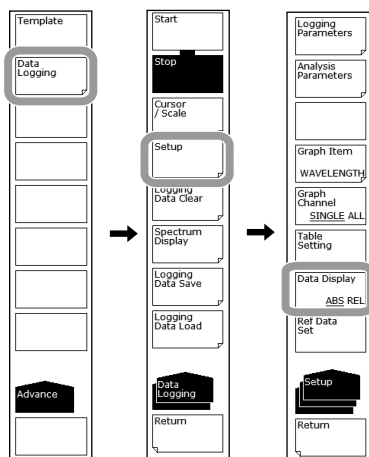 Template
Data
Logging
Advance
Start
Stop
Cursor
/ Scale
Setup
Logging
Data Clear
Spectrum
Display
Logging
Data Save
Logging
Data Load
Data
Logging
Return
Logging
Parameters
Analysis
Parameters
Graph Item
WAVELENGTH
Graph
Channel
SINGLE ALL
Table
Setting
Data Display
ABS REL
Ref Data
Set
Setup
Return